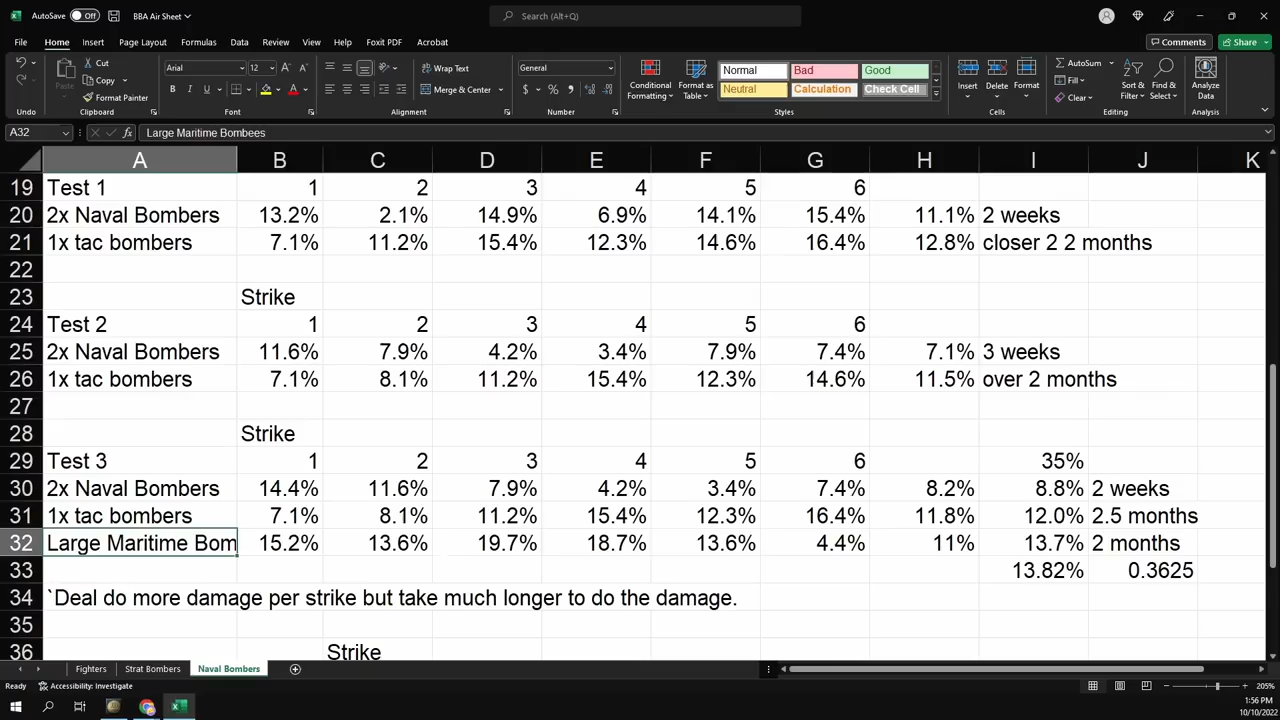 AutoSave Off BBA Air Sheet Search (Alt+Q)
File Home Insert Page Layout Formulas Data Review View Help Foxit PDF Acrobat Comments Share
Paste Cut Copy Format Painter Clipboard
Arial 12 B I U Font
Wrap Text Merge & Center Alignment
General $ % Number
Conditional Formatting Format as Table Normal Bad Good Neutral Calculation Check Cell Styles
Insert Delete Format Cells
AutoSum Fill Clear Sort & Filter Find & Select Editing
Analyze Data Analysis
A32 fx Large Maritime Bombees
A B C D E F G H I J K
19 Test 1 1 2 3 4 5 6
20 2x Naval Bombers 13.2% 2.1% 14.9% 6.9% 14.1% 15.4% 11.1% 2 weeks
21 1x tac bombers 7.1% 11.2% 15.4% 12.3% 14.6% 16.4% 12.8% closer 2 2 months
22
23 Strike
24 Test 2 1 2 3 4 5 6
25 2x Naval Bombers 11.6% 7.9% 4.2% 3.4% 7.9% 7.4% 7.1% 3 weeks
26 1x tac bombers 7.1% 8.1% 11.2% 15.4% 12.3% 14.6% 11.5% over 2 months
27
28 Strike
29 Test 3 1 2 3 4 5 6 35%
30 2x Naval Bombers 14.4% 11.6% 7.9% 4.2% 3.4% 7.4% 8.2% 8.8% 2 weeks
31 1x tac bombers 7.1% 8.1% 11.2% 15.4% 12.3% 16.4% 11.8% 12.0% 2.5 months
32 Large Maritime Bom 15.2% 13.6% 19.7% 18.7% 13.6% 4.4% 11% 13.7% 2 months
33 13.82% 0.3625
34 `Deal do more damage per strike but take much longer to do the damage.
35
36 Strike
Fighters Strat Bombers Naval Bombers
Ready Accessibility: Investigate 205%
1:56 PM
10/10/2022